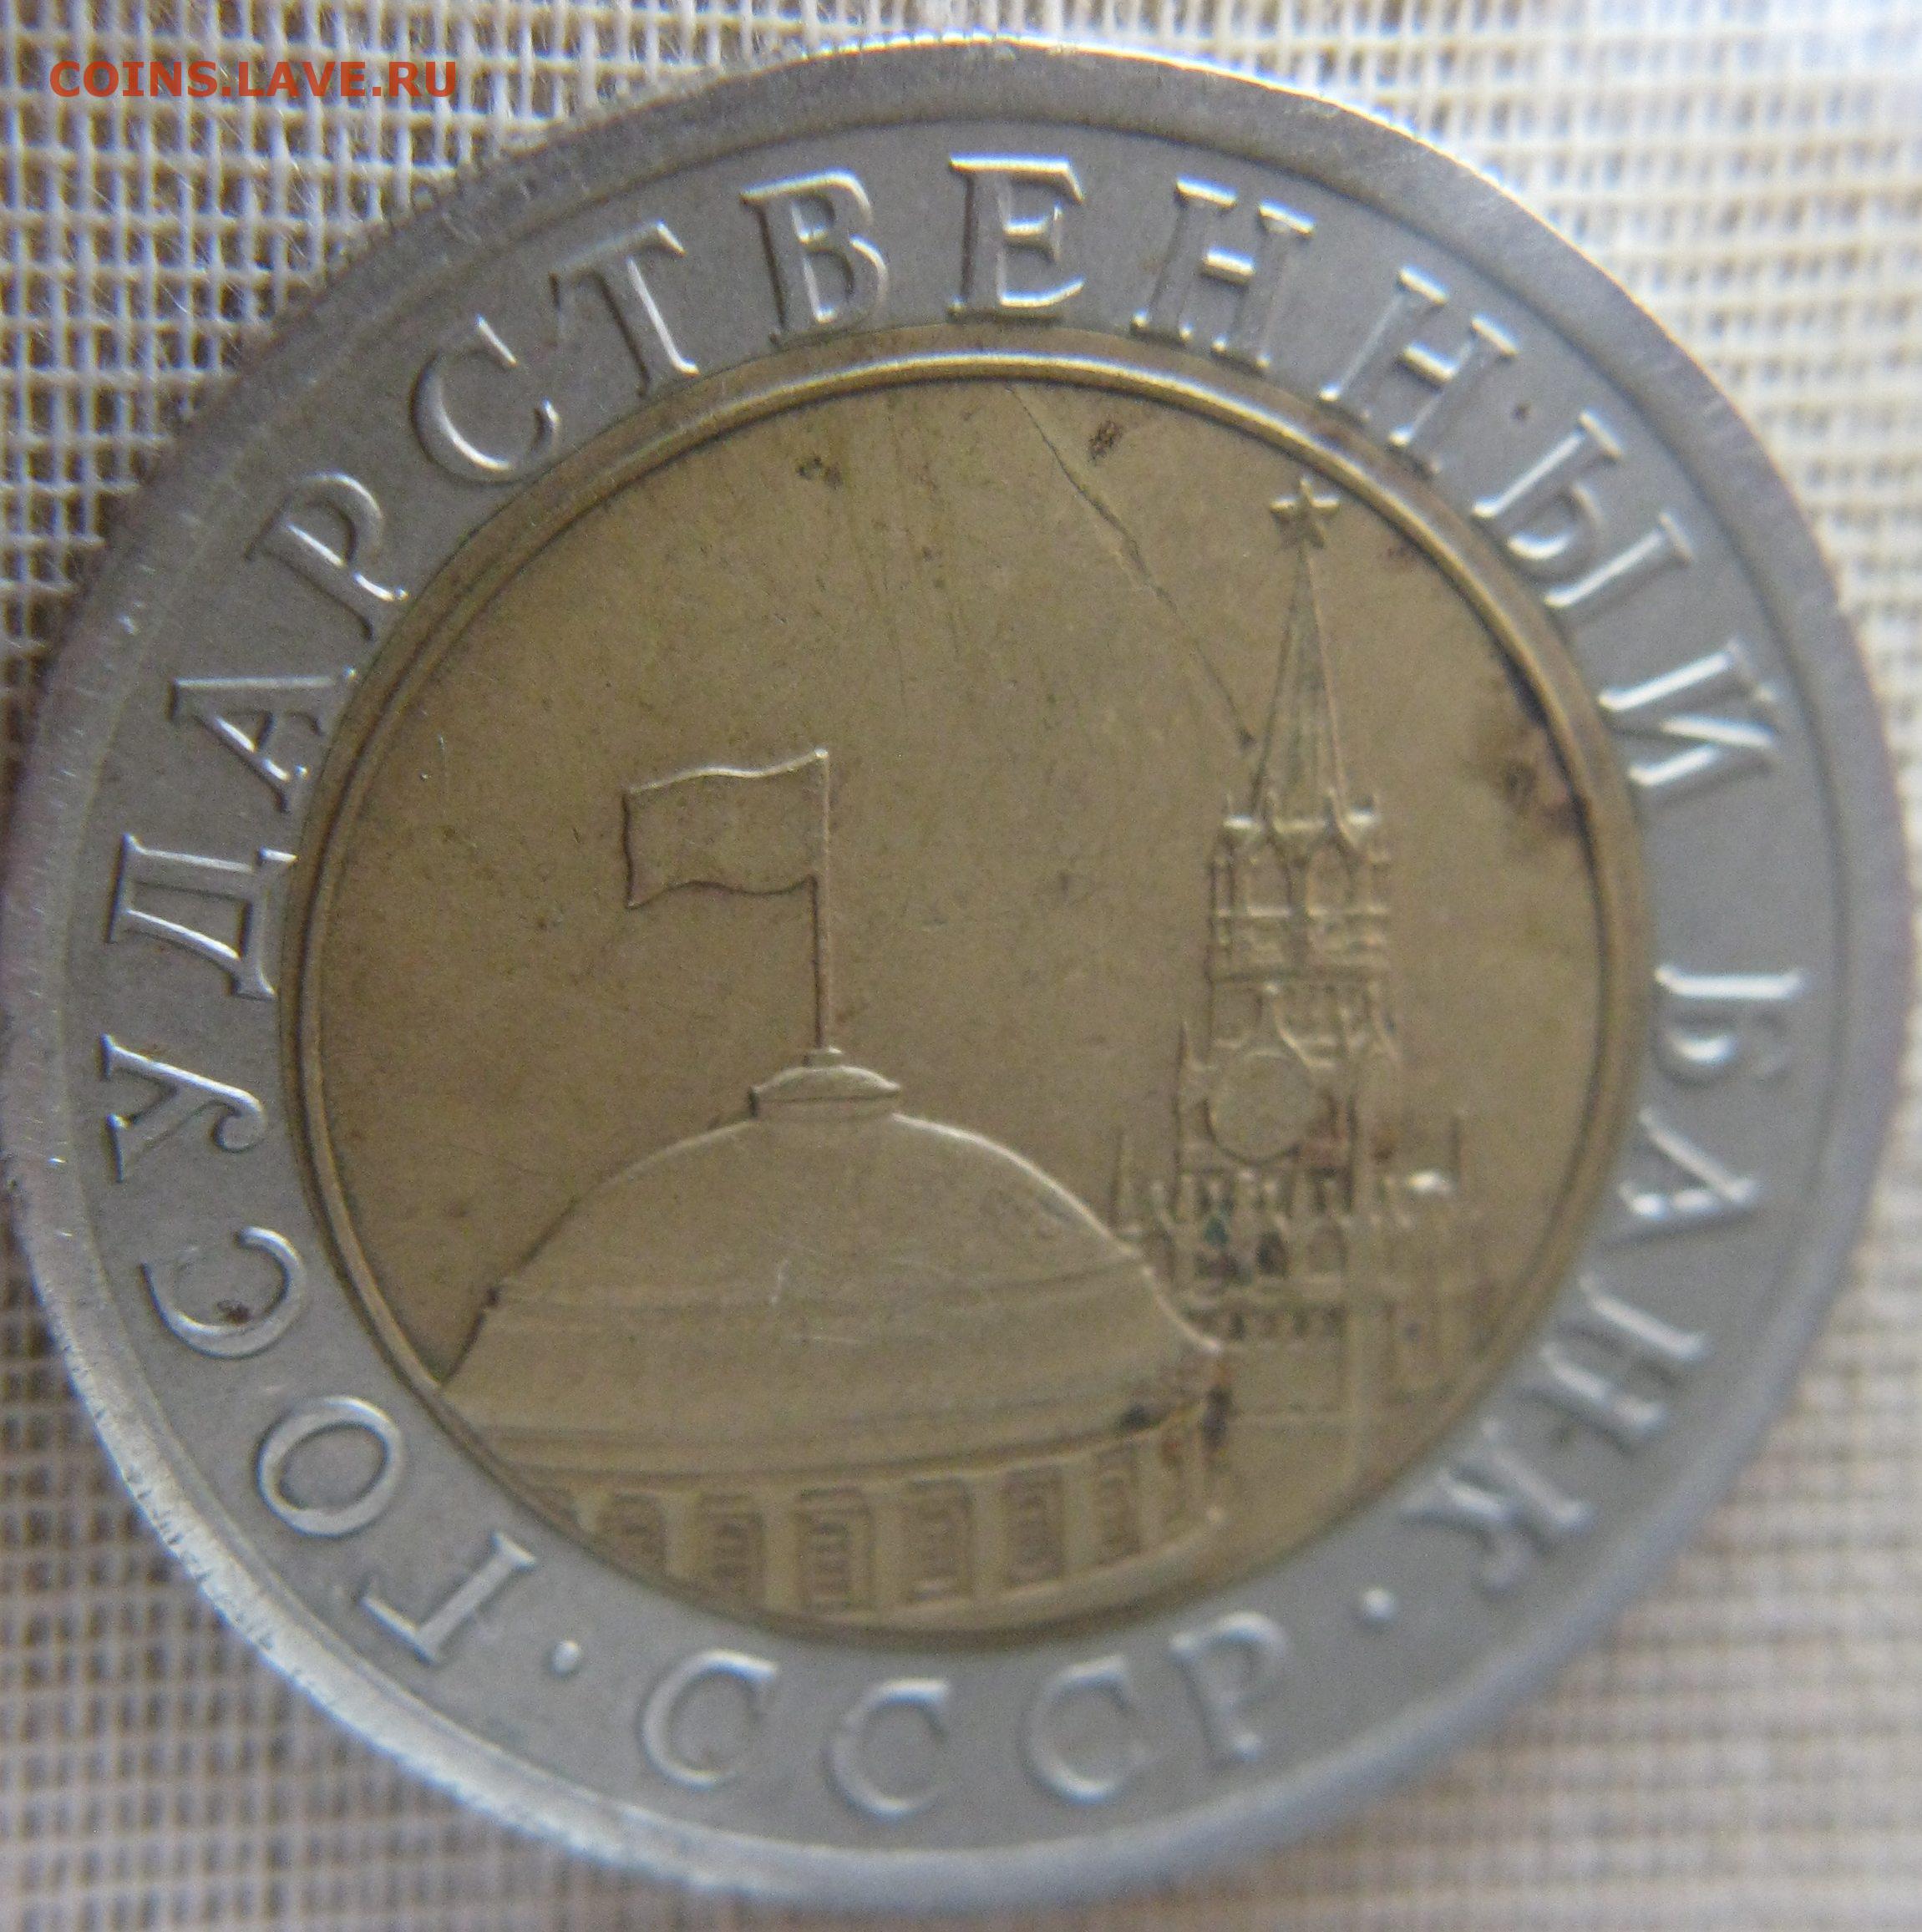 COINS.LAVE.RU
ГОСУДАРСТВЕННЫЙ БАНК
· СССР ·